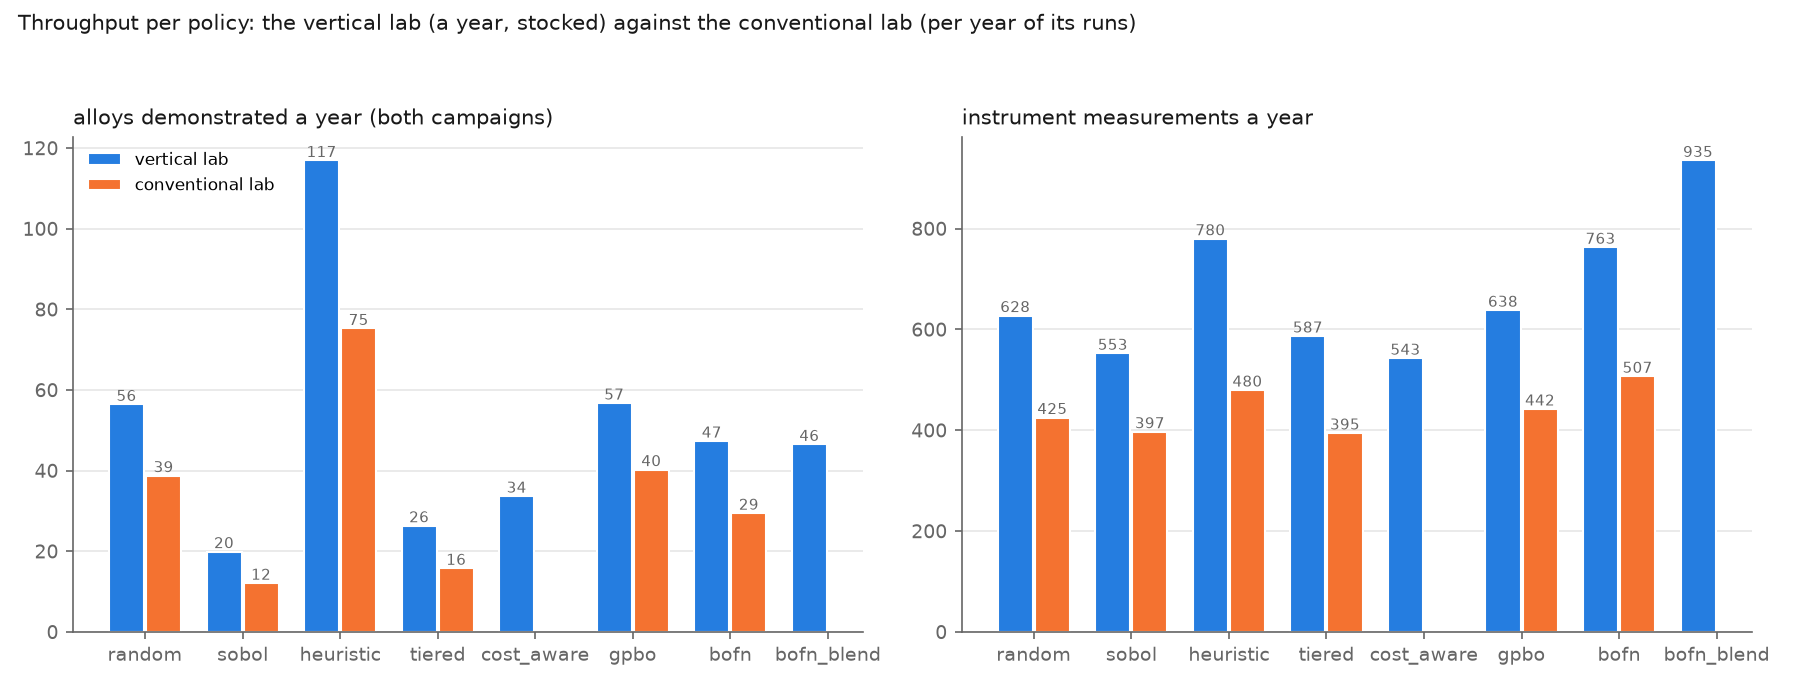 Throughput per policy: the vertical lab (a year, stocked) against the conventional lab (per year of its runs)
alloys demonstrated a year (both campaigns)
vertical lab
conventional lab
120
100
80
60
40
20
0
56
39
20
12
117
75
26
16
34
57
40
47
29
46
random
sobol
heuristic
tiered
cost_aware
gpbo
bofn
bofn_blend
instrument measurements a year
800
600
400
200
0
628
425
553
397
780
480
587
395
543
638
442
763
507
935
random
sobol
heuristic
tiered
cost_aware
gpbo
bofn
bofn_blend